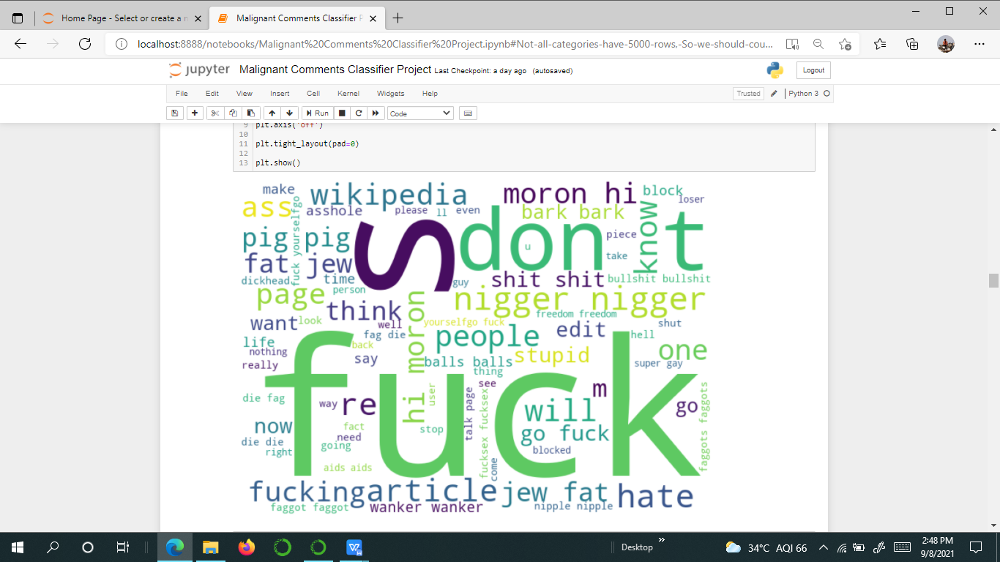 Home Page - Select or create a n
Malignant Comments Classifier P
localhost:8888/notebooks/Malignant%20Comments%20Classifier%20Project.ipynb#Not-all-categories-have-5000-rows,-So-we-should-cou...
jupyter Malignant Comments Classifier Project Last Checkpoint: a day ago (autosaved)
Logout
File Edit View Insert Cell Kernel Widgets Help
Trusted Python 3
Run Code
9 plt.axis('off')
10
11 plt.tight_layout(pad=0)
12
13 plt.show()
make
wikipedia
moron hi
block
loser
ass
asshole
please
ll
even
bark bark
know
fuck yourselfgo
pig pig
s
don
t
u
piece
take
fat jew
dickhead
time
guy
shit shit
bullshit bullshit
page
person
nigger nigger
think
hi moron
yourselfgo fuck
freedom freedom
want
look
well
people
edit
shut
life
fag die
back
hell
nothing
say
balls balls
stupid
one
really
super gay
thing
fuck
die fag
way
re
user
talk page
see
fucksex fucksex
m
will
go
faggots faggots
now
fact
need
stop
go fuck
die die
right
going
blocked
aids aids
come
fucking
article
jew fat
hate
faggot faggot
wanker wanker
nipple nipple
Desktop
34°C AQI 66
2:48 PM
9/8/2021